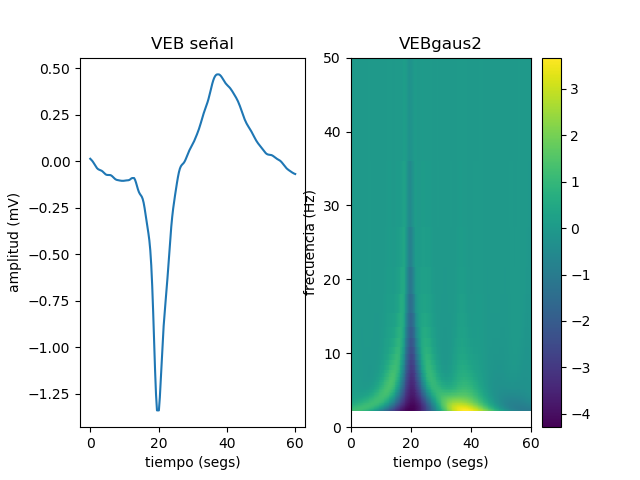 VEB señal
0.50
0.25
0.00
−0.25
−0.50
−0.75
−1.00
−1.25
amplitud (mV)
0 20 40 60
tiempo (segs)
VEBgaus2
50
40
30
20
10
0
frecuencia (Hz)
0 20 40 60
tiempo (segs)
3
2
1
0
−1
−2
−3
−4